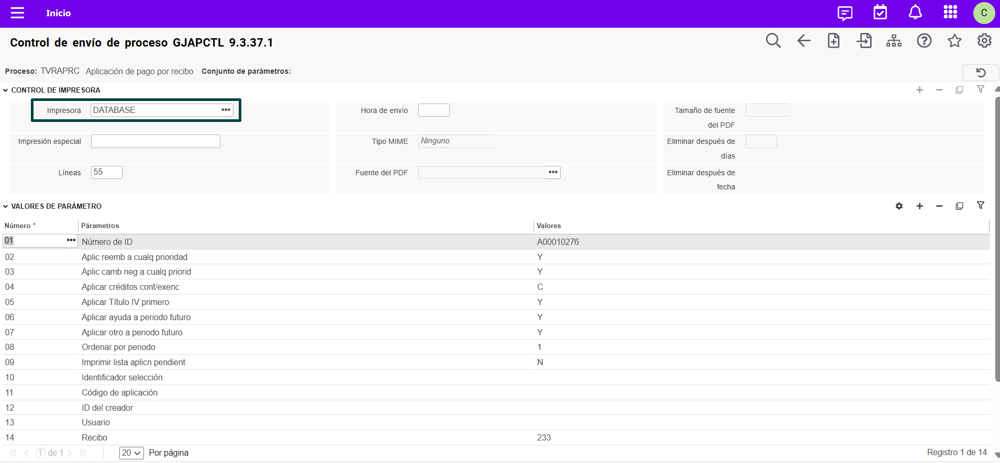 Inicio
C
Control de envío de proceso GJAPCTL 9.3.37.1
Proceso: TVRAPRC Aplicación de pago por recibo Conjunto de parámetros:
CONTROL DE IMPRESORA
Impresora DATABASE ••• Hora de envío Tamaño de fuente del PDF
Impresión especial Tipo MIME Ninguno Eliminar después de días
Líneas 55 Fuente del PDF ••• Eliminar después de fecha
VALORES DE PARÁMETRO
Número * Párametros Valores
01 ••• Número de ID A00010276
02 Aplic reemb a cualq prioridad Y
03 Aplic camb neg a cualq priorid Y
04 Aplicar créditos cont/exenc C
05 Aplicar Título IV primero Y
06 Aplicar ayuda a periodo futuro Y
07 Aplicar otro a periodo futuro Y
08 Ordenar por periodo 1
09 Imprimir lista aplicn pendient N
10 Identificador selección
11 Código de aplicación
12 ID del creador
13 Usuario
14 Recibo 233
1 de 1 20 Por página Registro 1 de 14